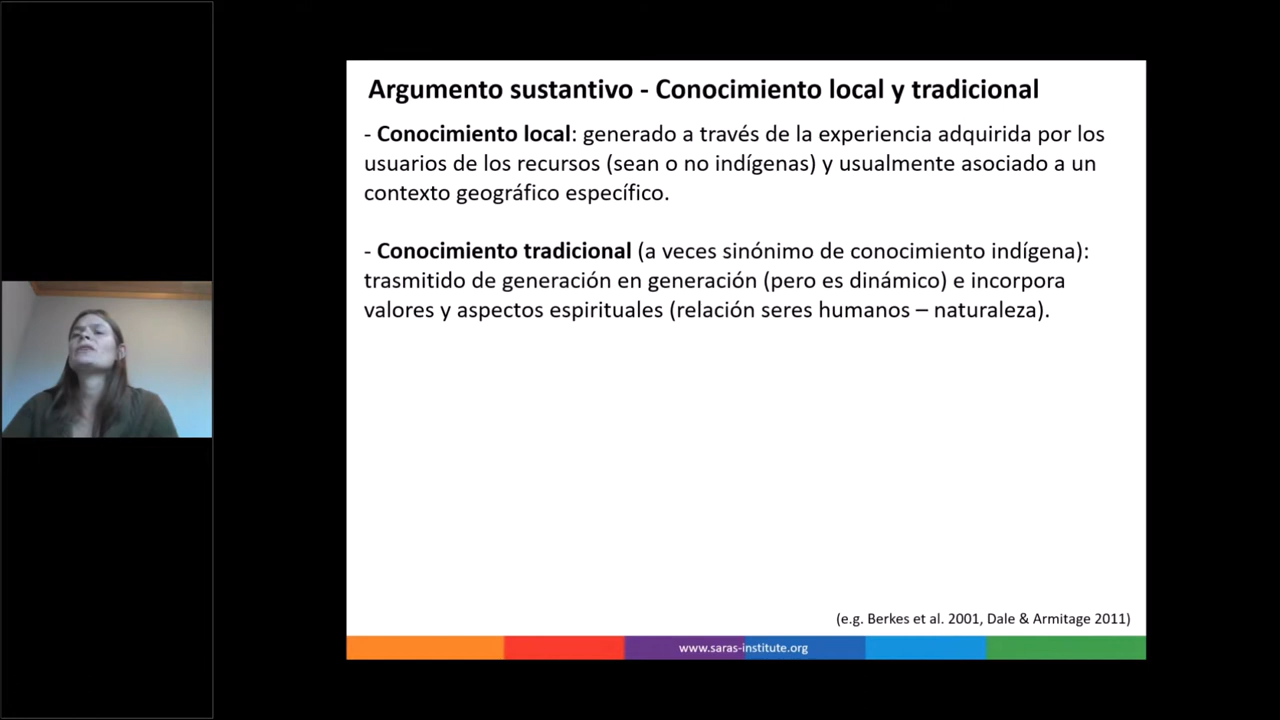 Argumento sustantivo - Conocimiento local y tradicional
- Conocimiento local: generado a través de la experiencia adquirida por los
usuarios de los recursos (sean o no indígenas) y usualmente asociado a un
contexto geográfico específico.
- Conocimiento tradicional (a veces sinónimo de conocimiento indígena):
trasmitido de generación en generación (pero es dinámico) e incorpora
valores y aspectos espirituales (relación seres humanos – naturaleza).
(e.g. Berkes et al. 2001, Dale & Armitage 2011)
www.saras-institute.org